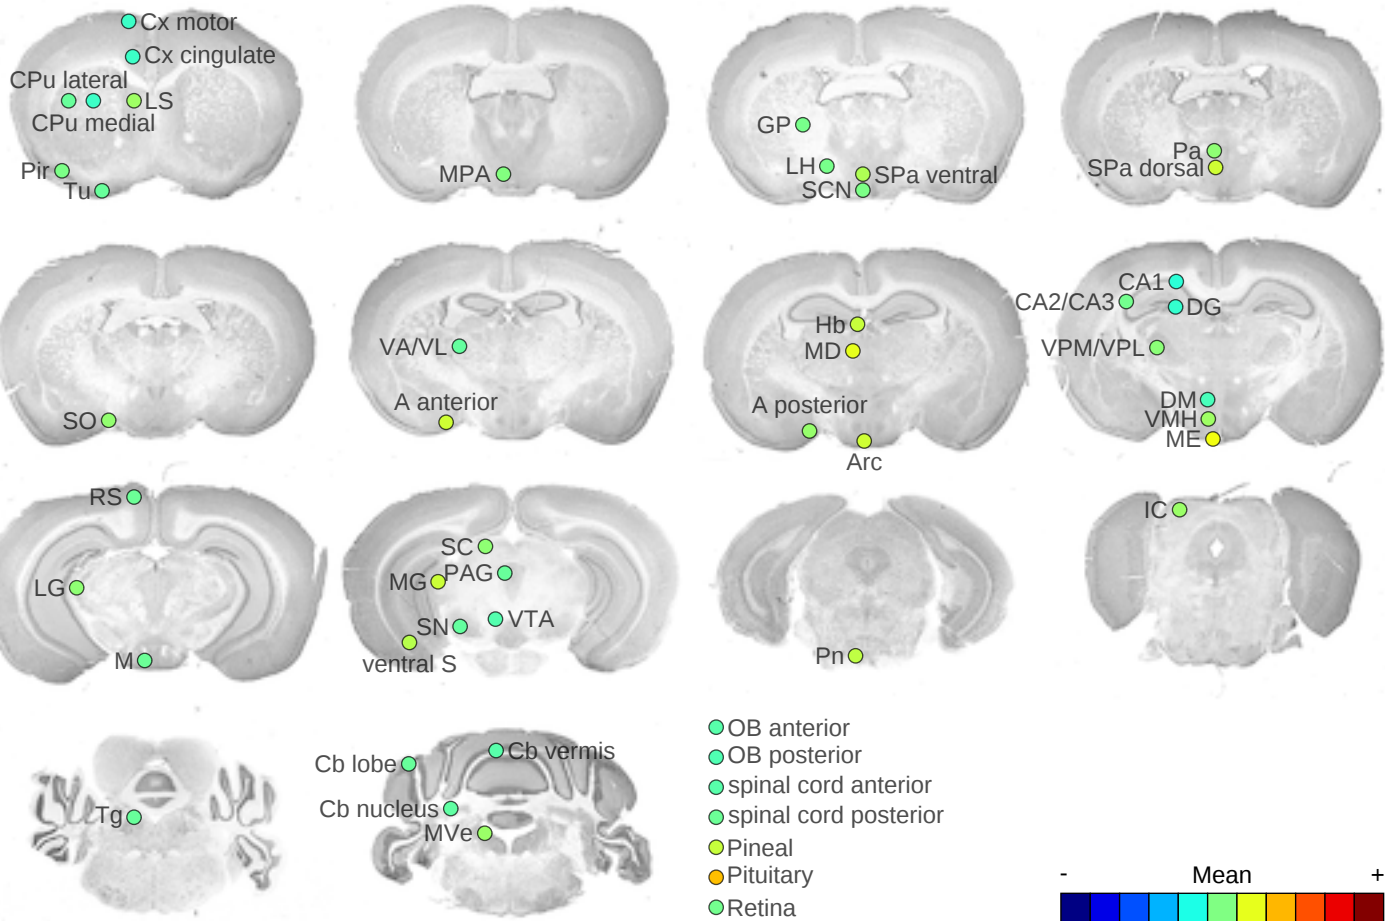 Cx motor
Cx cingulate
CPu lateral
LS
CPu medial
Pir
Tu
MPA
GP
LH
SPa ventral
SCN
Pa
SPa dorsal
SO
VA/VL
A anterior
Hb
MD
A posterior
Arc
CA1
CA2/CA3
DG
VPM/VPL
DM
VMH
ME
RS
LG
M
SC
PAG
MG
SN
VTA
ventral S
Pn
IC
Tg
Cb vermis
Cb lobe
Cb nucleus
MVe
OB anterior
OB posterior
spinal cord anterior
spinal cord posterior
Pineal
Pituitary
Retina
- Mean +